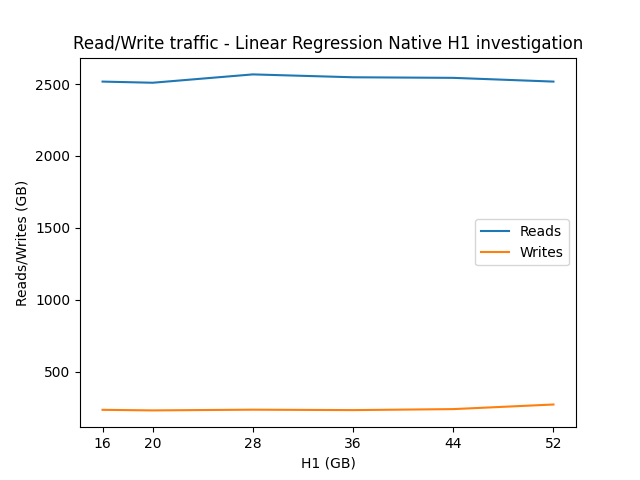 Read/Write traffic - Linear Regression Native H1 investigation
Reads/Writes (GB)
2500
2000
1500
1000
500
Reads
Writes
16 20 28 36 44 52
H1 (GB)